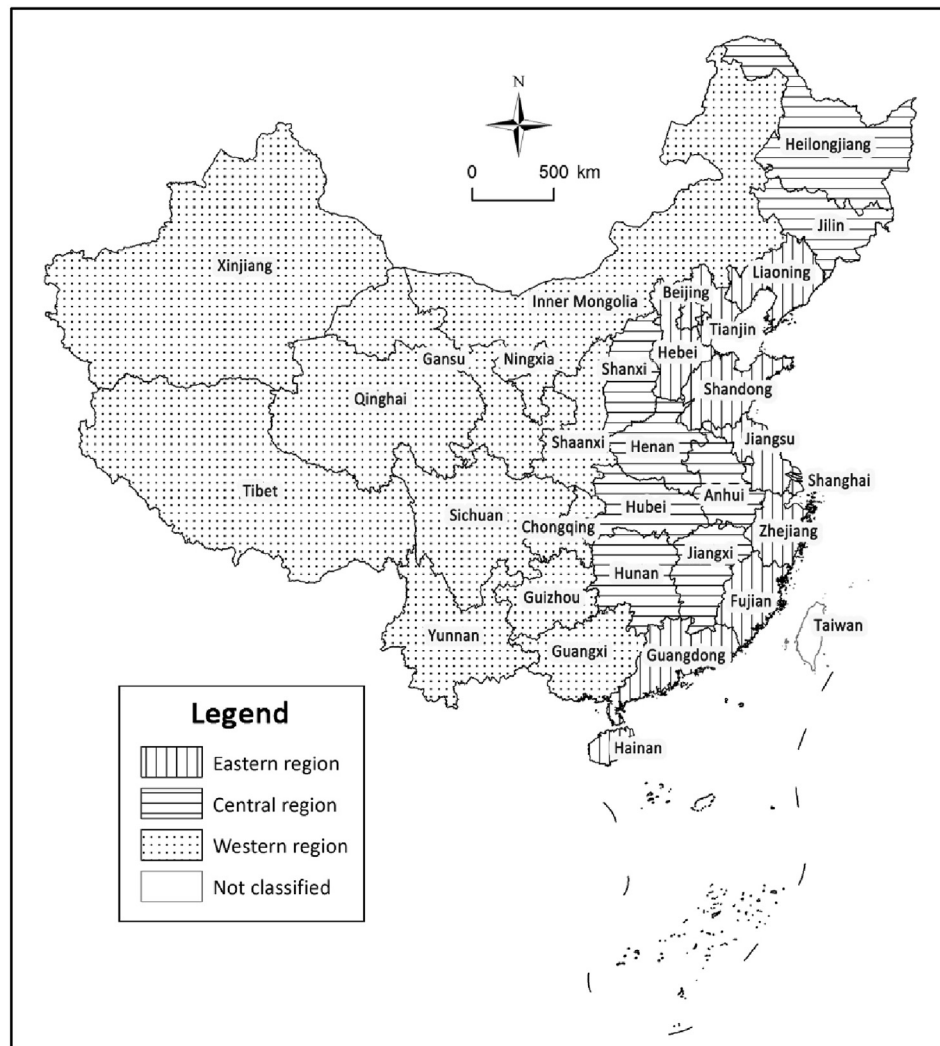 N
0 500 km
Heilongjiang
Jilin
Xinjiang
Liaoning
Beijing
Inner Mongolia
Tianjin
Hebei
Gansu
Ningxia
Shanxi
Shandong
Qinghai
Jiangsu
Shaanxi
Henan
Shanghai
Tibet
Anhui
Sichuan
Hubei
Chongqing
Zhejiang
Jiangxi
Hunan
Guizhou
Fujian
Taiwan
Yunnan
Guangxi
Guangdong
Hainan
Legend
Eastern region
Central region
Western region
Not classified